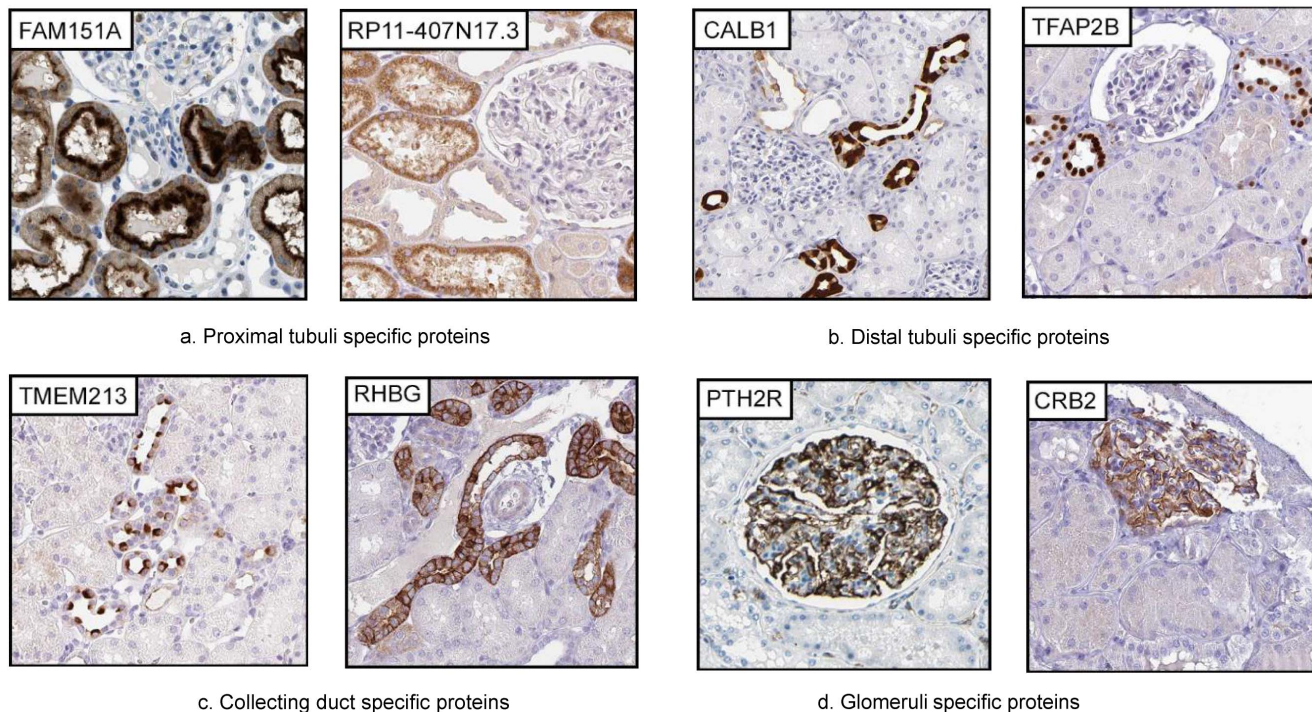 FAM151A
RP11-407N17.3
CALB1
TFAP2B
a. Proximal tubuli specific proteins
b. Distal tubuli specific proteins
TMEM213
RHBG
PTH2R
CRB2
c. Collecting duct specific proteins
d. Glomeruli specific proteins